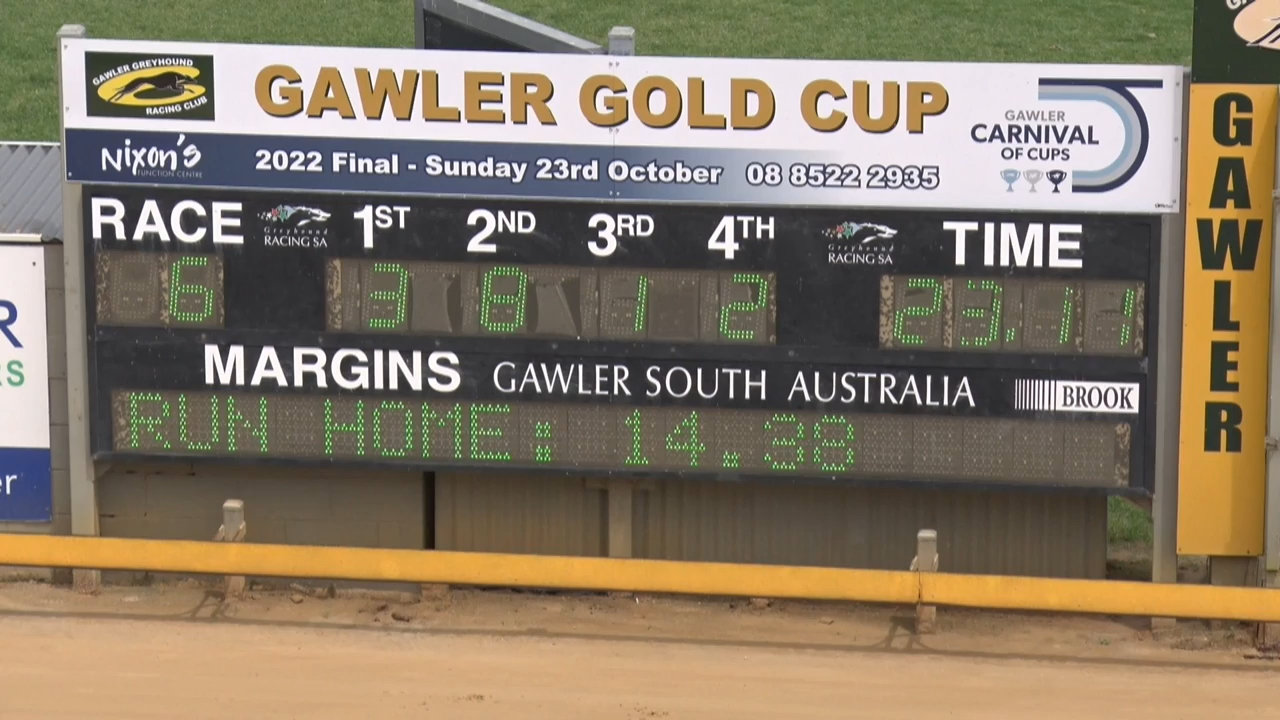 GAWLER GREYHOUND
RACING CLUB
GAWLER GOLD CUP
GAWLER
CARNIVAL
OF CUPS
Nixon's
FUNCTION CENTRE
2022 Final - Sunday 23rd October 08 8522 2935
RACE Greyhound RACING SA 1ST 2ND 3RD 4TH Greyhound RACING SA TIME
6 3 8 1 2 23.11
MARGINS GAWLER SOUTH AUSTRALIA BROOK
RUN HOME: 14.38
GAWLER
R
RS
er